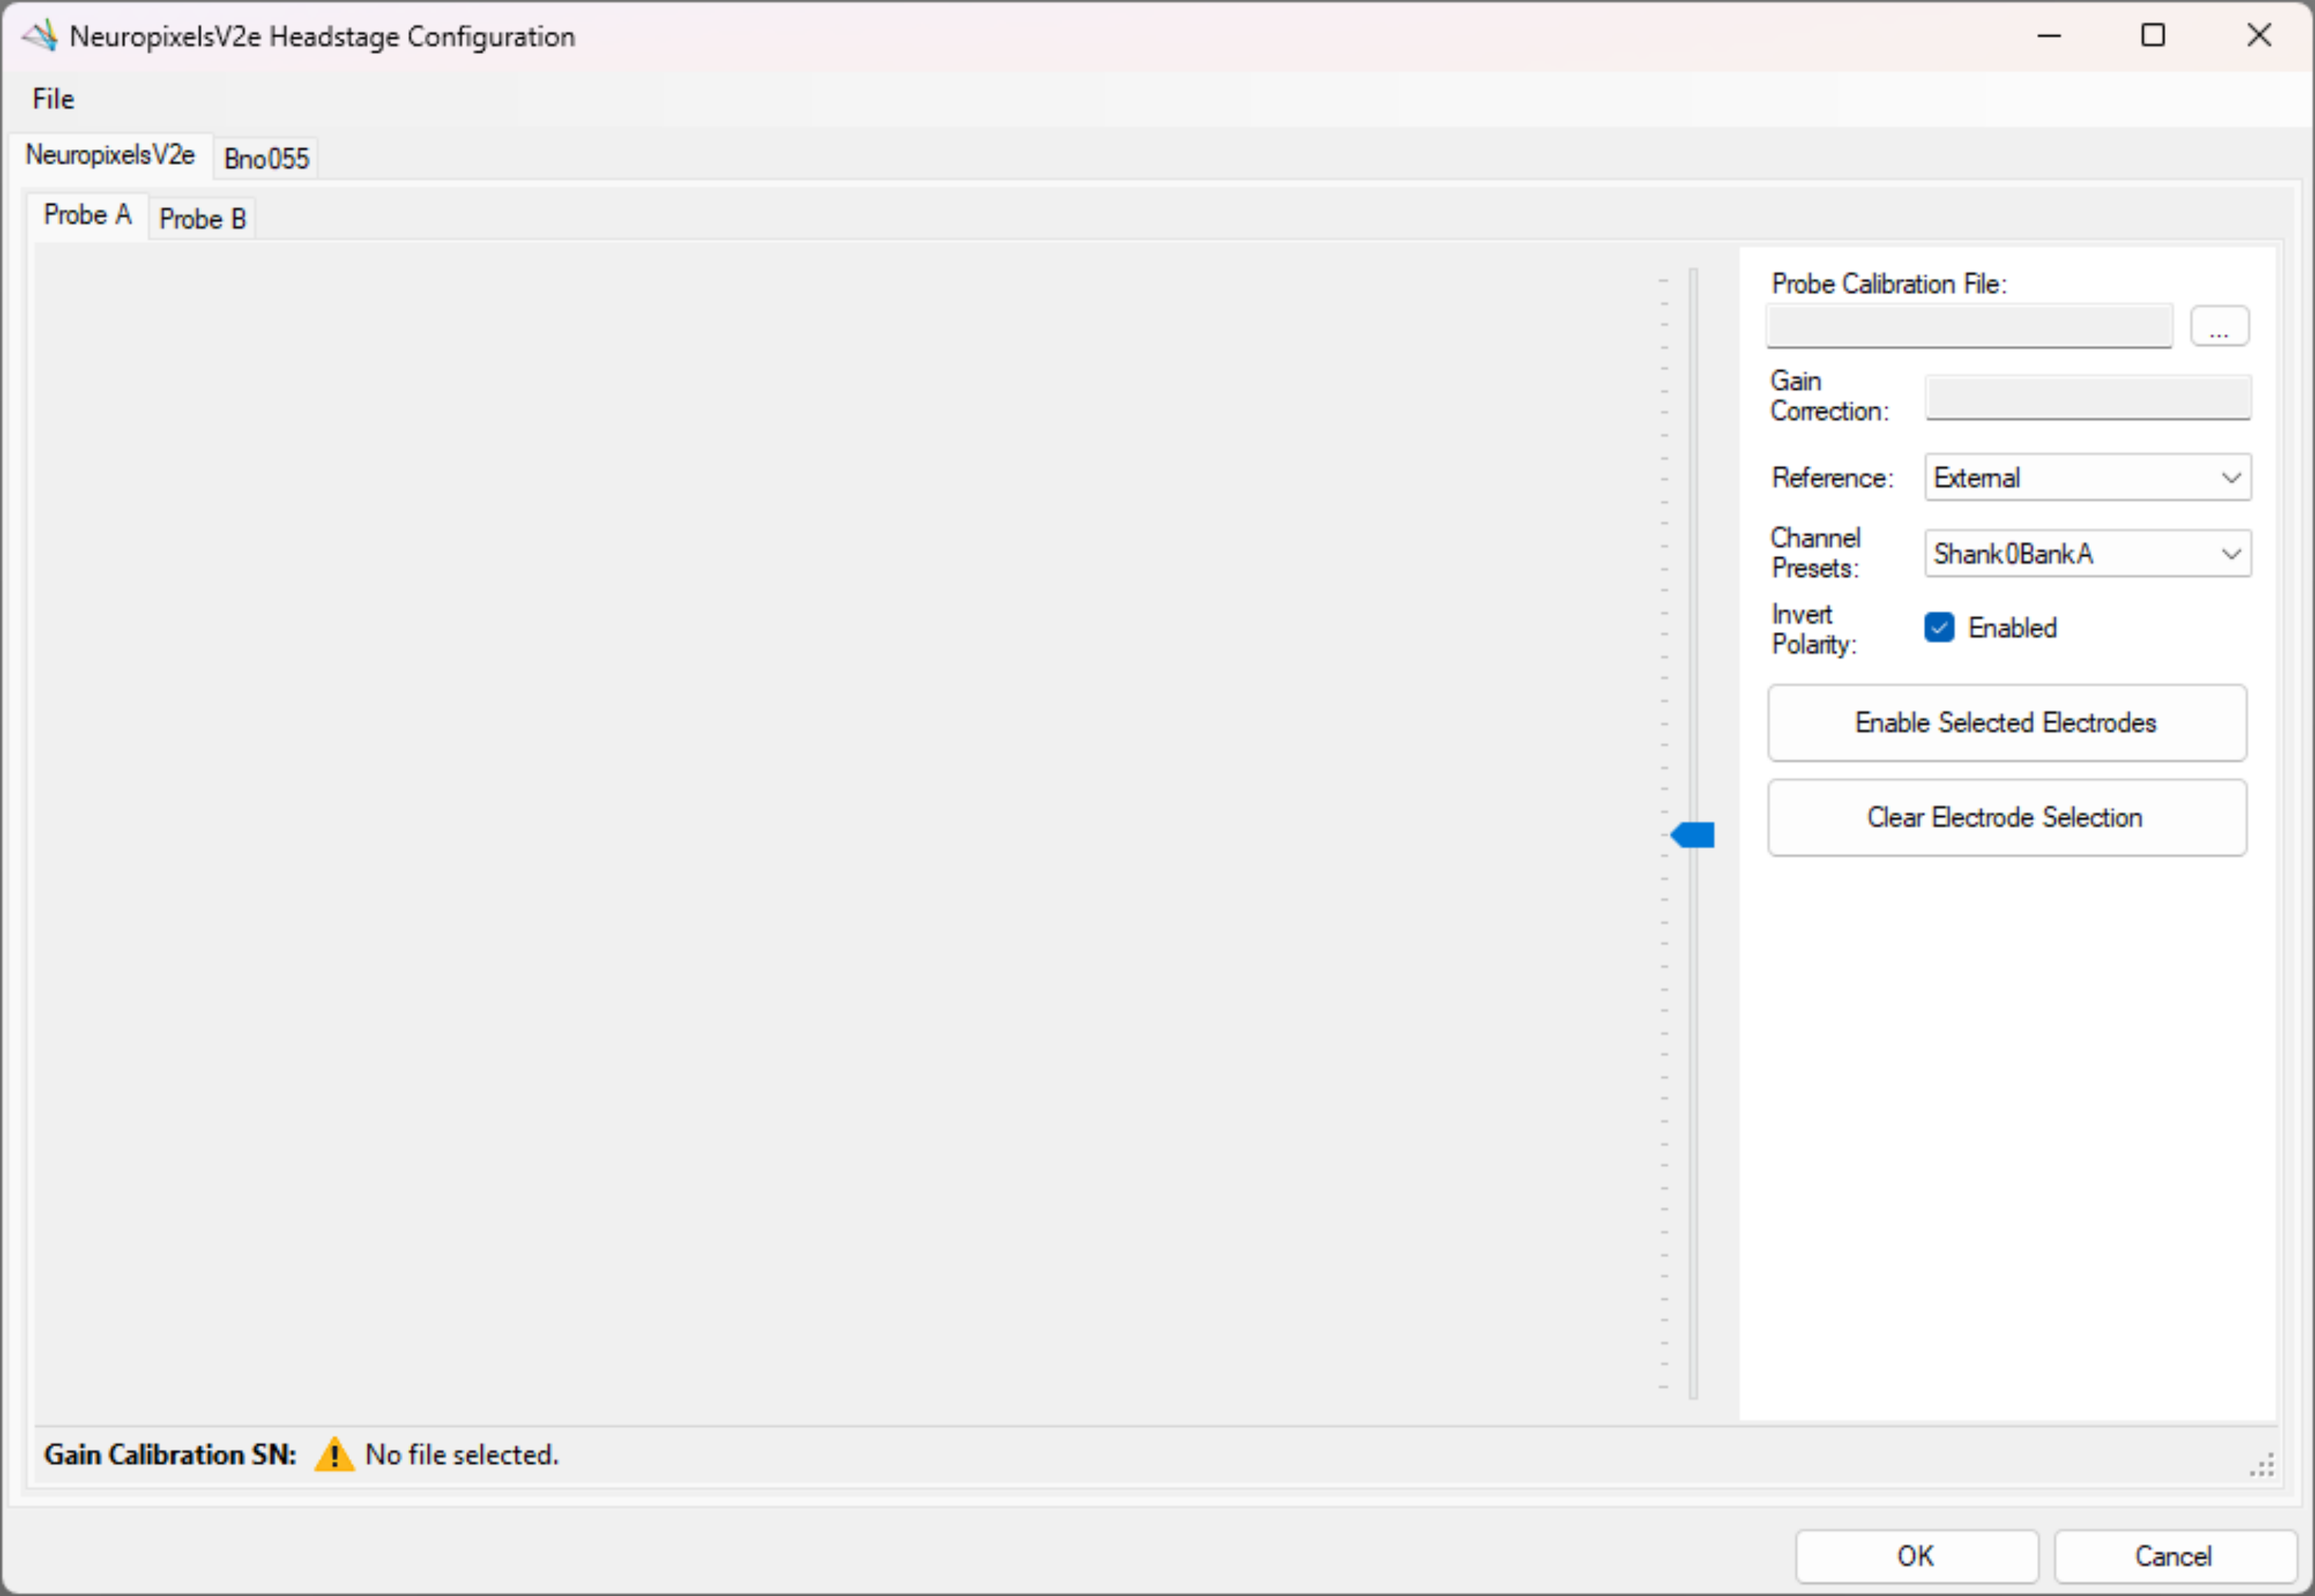 NeuropixelsV2e Headstage Configuration
File
NeuropixelsV2e Bno055
Probe A Probe B
Probe Calibration File:
...
Gain
Correction:
Reference: External
Channel
Presets:
Shank0BankA
Invert
Polarity:
Enabled
Enable Selected Electrodes
Clear Electrode Selection
Gain Calibration SN: No file selected.
OK Cancel